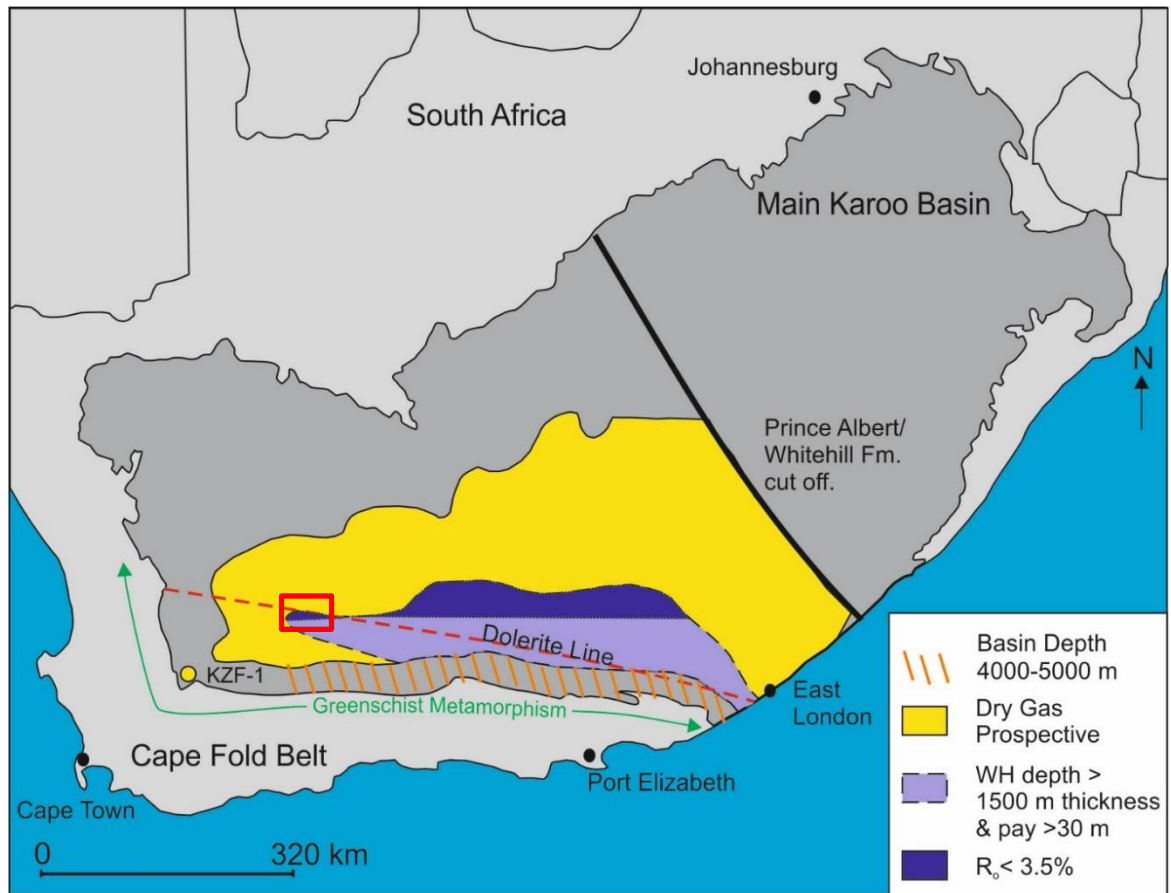 Johannesburg
South Africa
Main Karoo Basin
N
Prince Albert/
Whitehill Fm.
cut off.
Dolerite Line
KZF-1
East
London
Greenschist Metamorphism
Cape Fold Belt
Port Elizabeth
Cape Town
0 320 km
Basin Depth
4000-5000 m
Dry Gas
Prospective
WH depth >
1500 m thickness
& pay >30 m
R₀< 3.5%